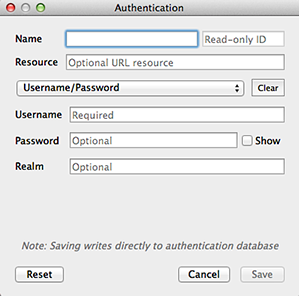 Authentication
Name Read-only ID
Resource Optional URL resource
Username/Password Clear
Username Required
Password Optional Show
Realm Optional
Note: Saving writes directly to authentication database
Reset Cancel Save